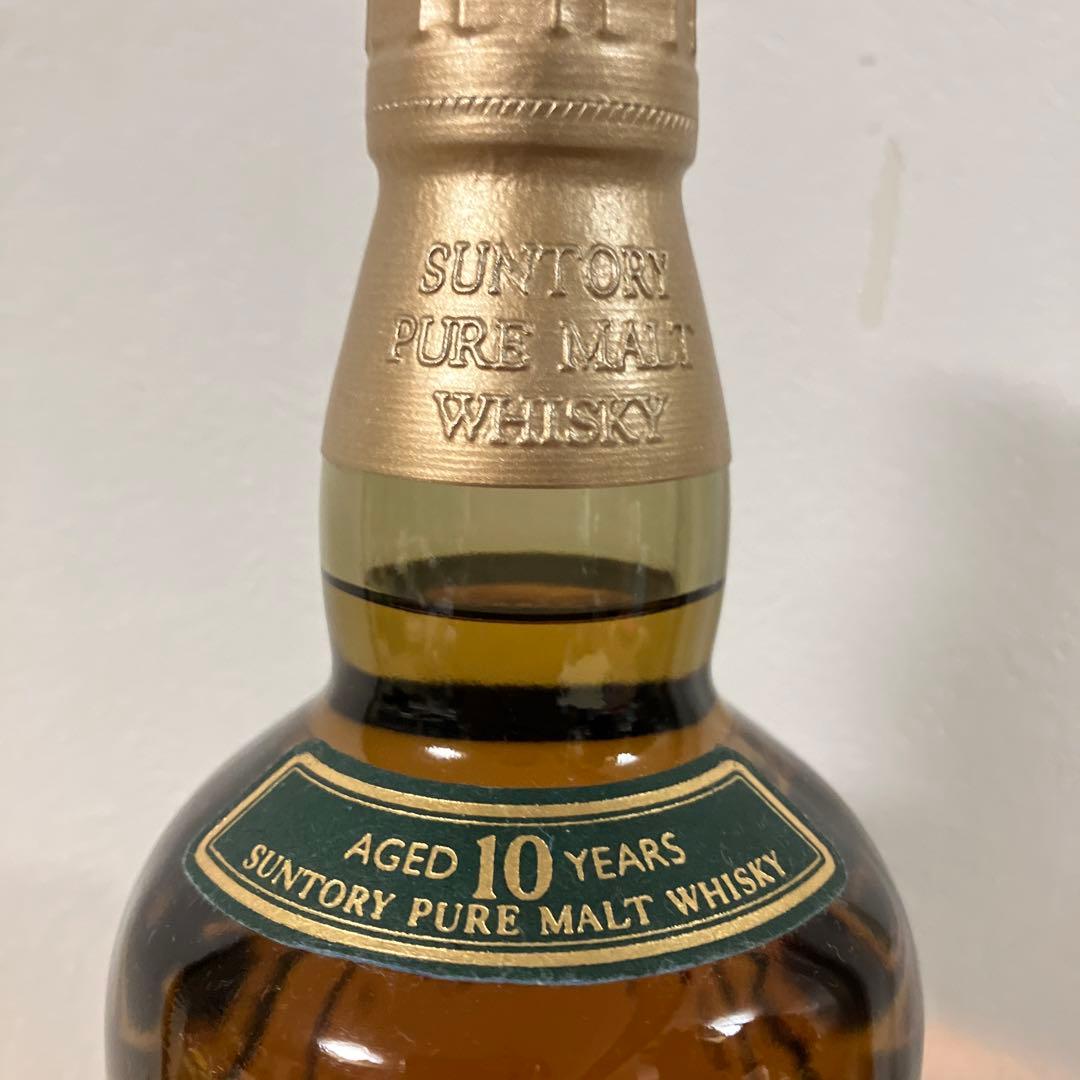 SUNTORY
PURE MALT
WHISKY
AGED 10 YEARS
SUNTORY PURE MALT WHISKY